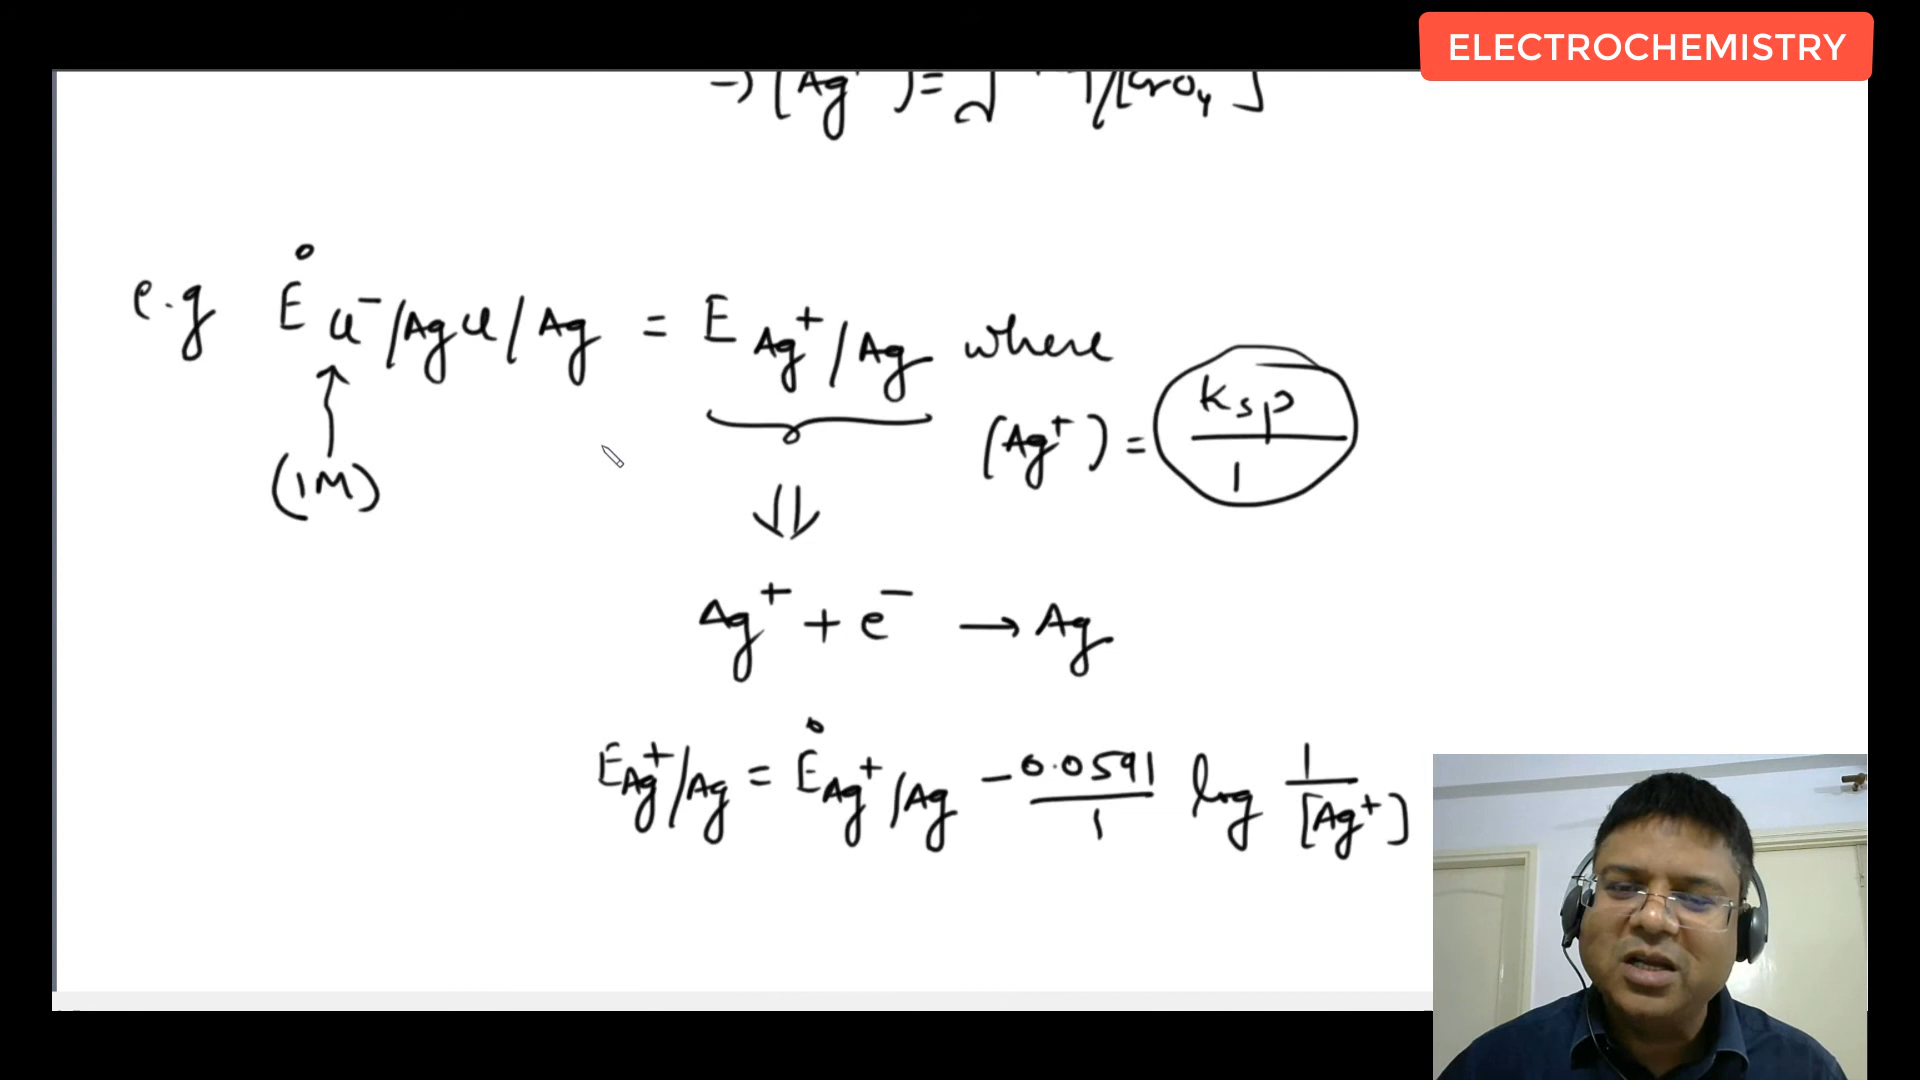 ELECTROCHEMISTRY
→ [Ag⁺] = √ /[CrO₄ ]
e.g E° Cl⁻/AgCl/Ag = E Ag⁺/Ag where
[Ag⁺] = Ksp/1
(1M)
Ag⁺ + e⁻ → Ag
E Ag⁺/Ag = E° Ag⁺/Ag - 0.0591/1 log 1/[Ag⁺]